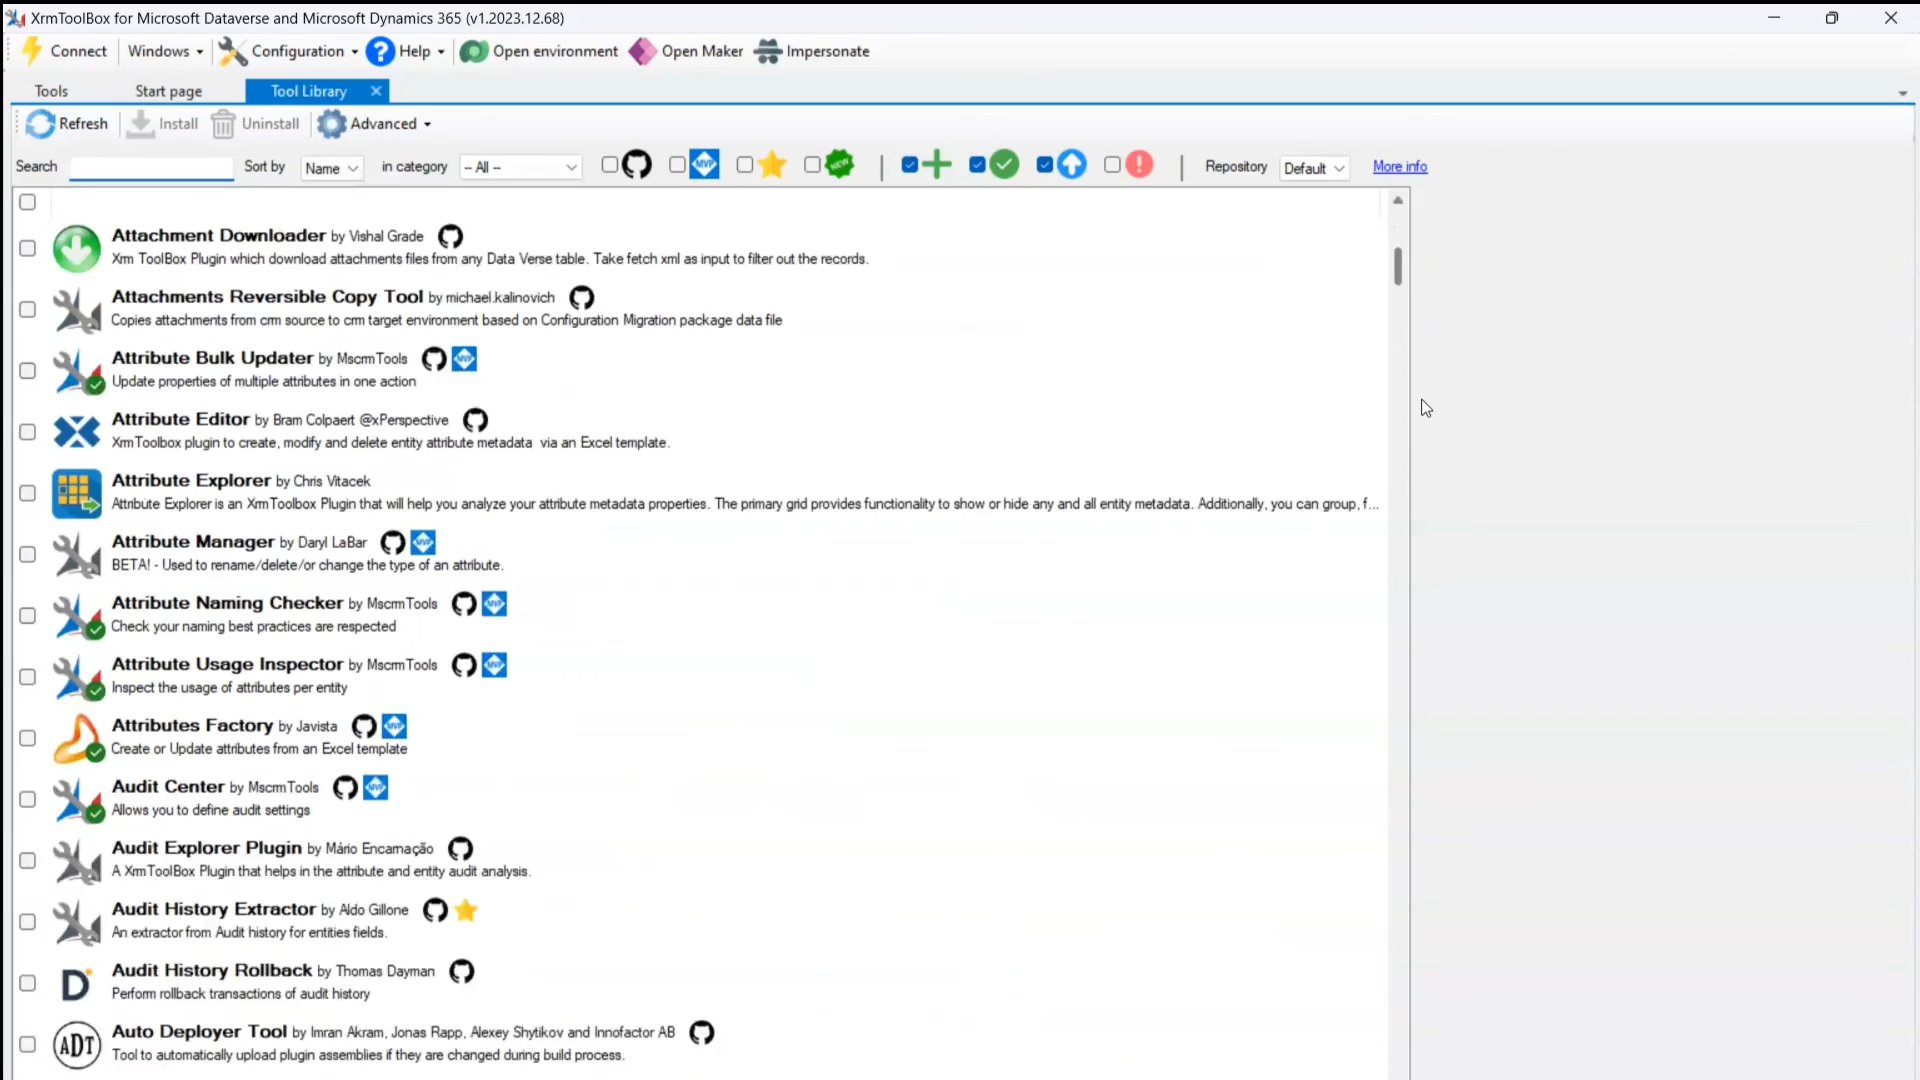 XrmToolBox for Microsoft Dataverse and Microsoft Dynamics 365 (v1.2023.12.68)
Connect Windows Configuration ? Help Open environment Open Maker Impersonate
Tools Start page Tool Library
Refresh Install Uninstall Advanced
Search Sort by Name in category -- All -- MVP NEW Repository Default More info
Attachment Downloader by Vishal Grade
Xrm ToolBox Plugin which download attachments files from any Data Verse table. Take fetch xml as input to filter out the records.
Attachments Reversible Copy Tool by michael.kalinovich
Copies attachments from crm source to crm target environment based on Configuration Migration package data file
Attribute Bulk Updater by MscrmTools MVP
Update properties of multiple attributes in one action
Attribute Editor by Bram Colpaert @xPerspective
XrmToolbox plugin to create, modify and delete entity attribute metadata via an Excel template.
Attribute Explorer by Chris Vitacek
Attribute Explorer is an XrmToolbox Plugin that will help you analyze your attribute metadata properties. The primary grid provides functionality to show or hide any and all entity metadata. Additionally, you can group, f...
Attribute Manager by Daryl LaBar MVP
BETA! - Used to rename/delete/or change the type of an attribute.
Attribute Naming Checker by MscrmTools MVP
Check your naming best practices are respected
Attribute Usage Inspector by MscrmTools MVP
Inspect the usage of attributes per entity
Attributes Factory by Javista MVP
Create or Update attributes from an Excel template
Audit Center by MscrmTools MVP
Allows you to define audit settings
Audit Explorer Plugin by Mário Encarnação
A XrmToolBox Plugin that helps in the attribute and entity audit analysis.
Audit History Extractor by Aldo Gillone
An extractor from Audit history for entities fields.
D Audit History Rollback by Thomas Dayman
Perform rollback transactions of audit history
ADT Auto Deployer Tool by Imran Akram, Jonas Rapp, Alexey Shytikov and Innofactor AB
Tool to automatically upload plugin assemblies if they are changed during build process.